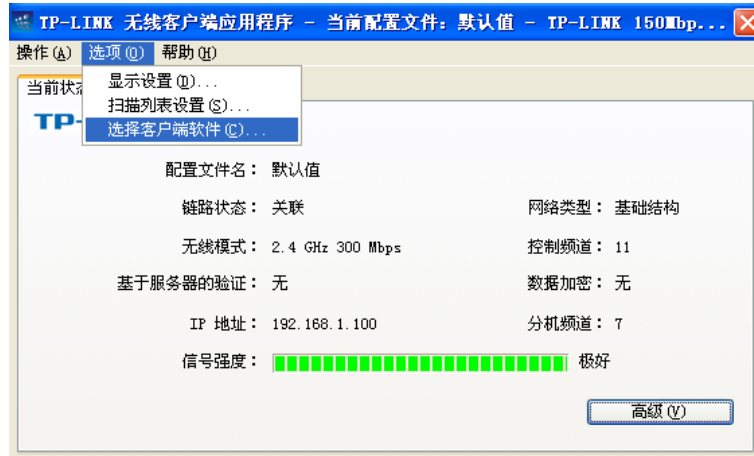 TP-LINK 无线客户端应用程序 - 当前配置文件: 默认值 - TP-LINK 150Mbp...
操作(A) 选项(O) 帮助(H)
当前状态
显示设置(D)...
扫描列表设置(S)...
选择客户端软件(C)...
TP-
配置文件名: 默认值
链路状态: 关联 网络类型: 基础结构
无线模式: 2.4 GHz 300 Mbps 控制频道: 11
基于服务器的验证: 无 数据加密: 无
IP 地址: 192.168.1.100 分机频道: 7
信号强度: 极好
高级(V)